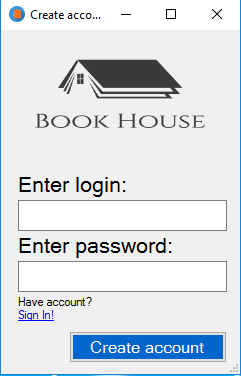 Create acco...
BOOK HOUSE
Enter login:
Enter password:
Have account?
Sign In!
Create account